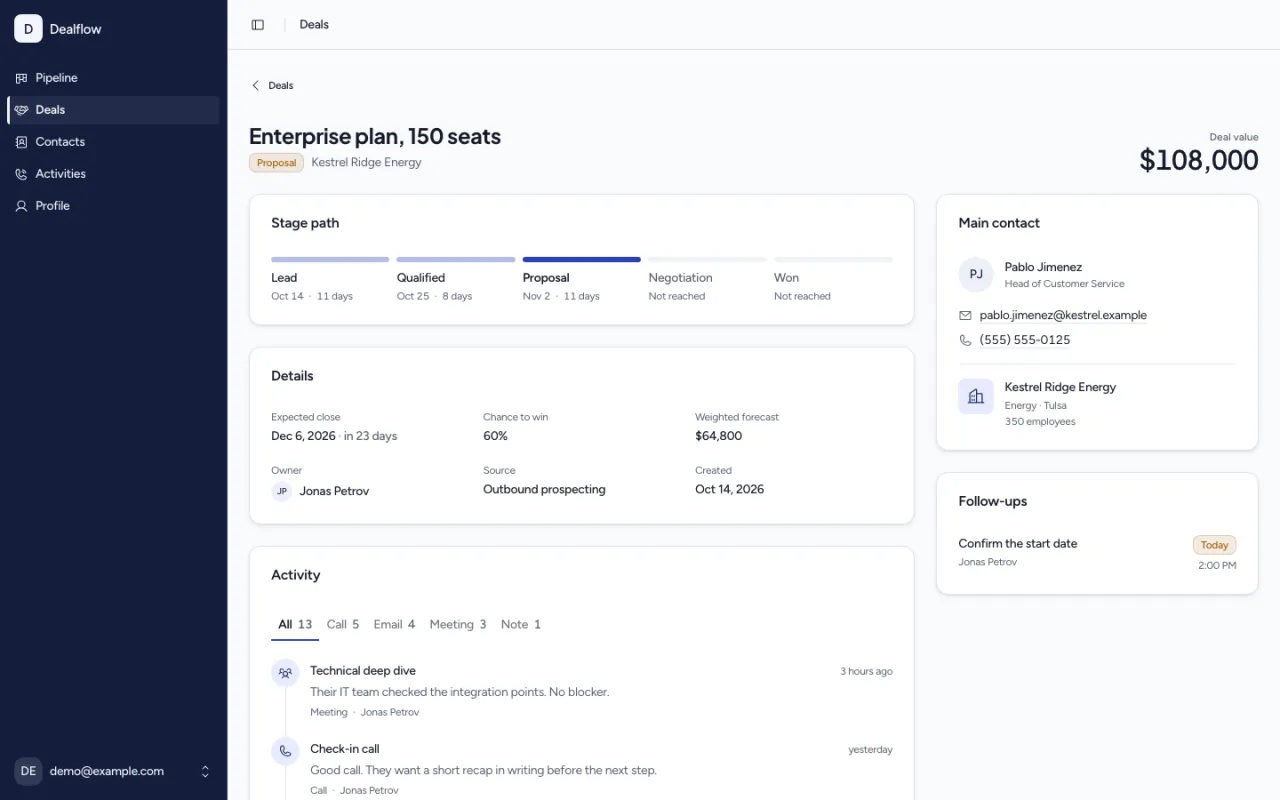 D Dealflow
Pipeline
Deals
Contacts
Activities
Profile
DE demo@example.com
Deals
Deals
Enterprise plan, 150 seats
Proposal Kestrel Ridge Energy
Deal value
$108,000
Stage path
Lead Qualified Proposal Negotiation Won
Oct 14 · 11 days Oct 25 · 8 days Nov 2 · 11 days Not reached Not reached
Details
Expected close Chance to win Weighted forecast
Dec 6, 2026 · in 23 days 60% $64,800
Owner Source Created
JP Jonas Petrov Outbound prospecting Oct 14, 2026
Activity
All 13 Call 5 Email 4 Meeting 3 Note 1
Technical deep dive 3 hours ago
Their IT team checked the integration points. No blocker.
Meeting · Jonas Petrov
Check-in call yesterday
Good call. They want a short recap in writing before the next step.
Call · Jonas Petrov
Main contact
PJ Pablo Jimenez
Head of Customer Service
pablo.jimenez@kestrel.example
(555) 555-0125
Kestrel Ridge Energy
Energy · Tulsa
350 employees
Follow-ups
Confirm the start date Today
Jonas Petrov 2:00 PM